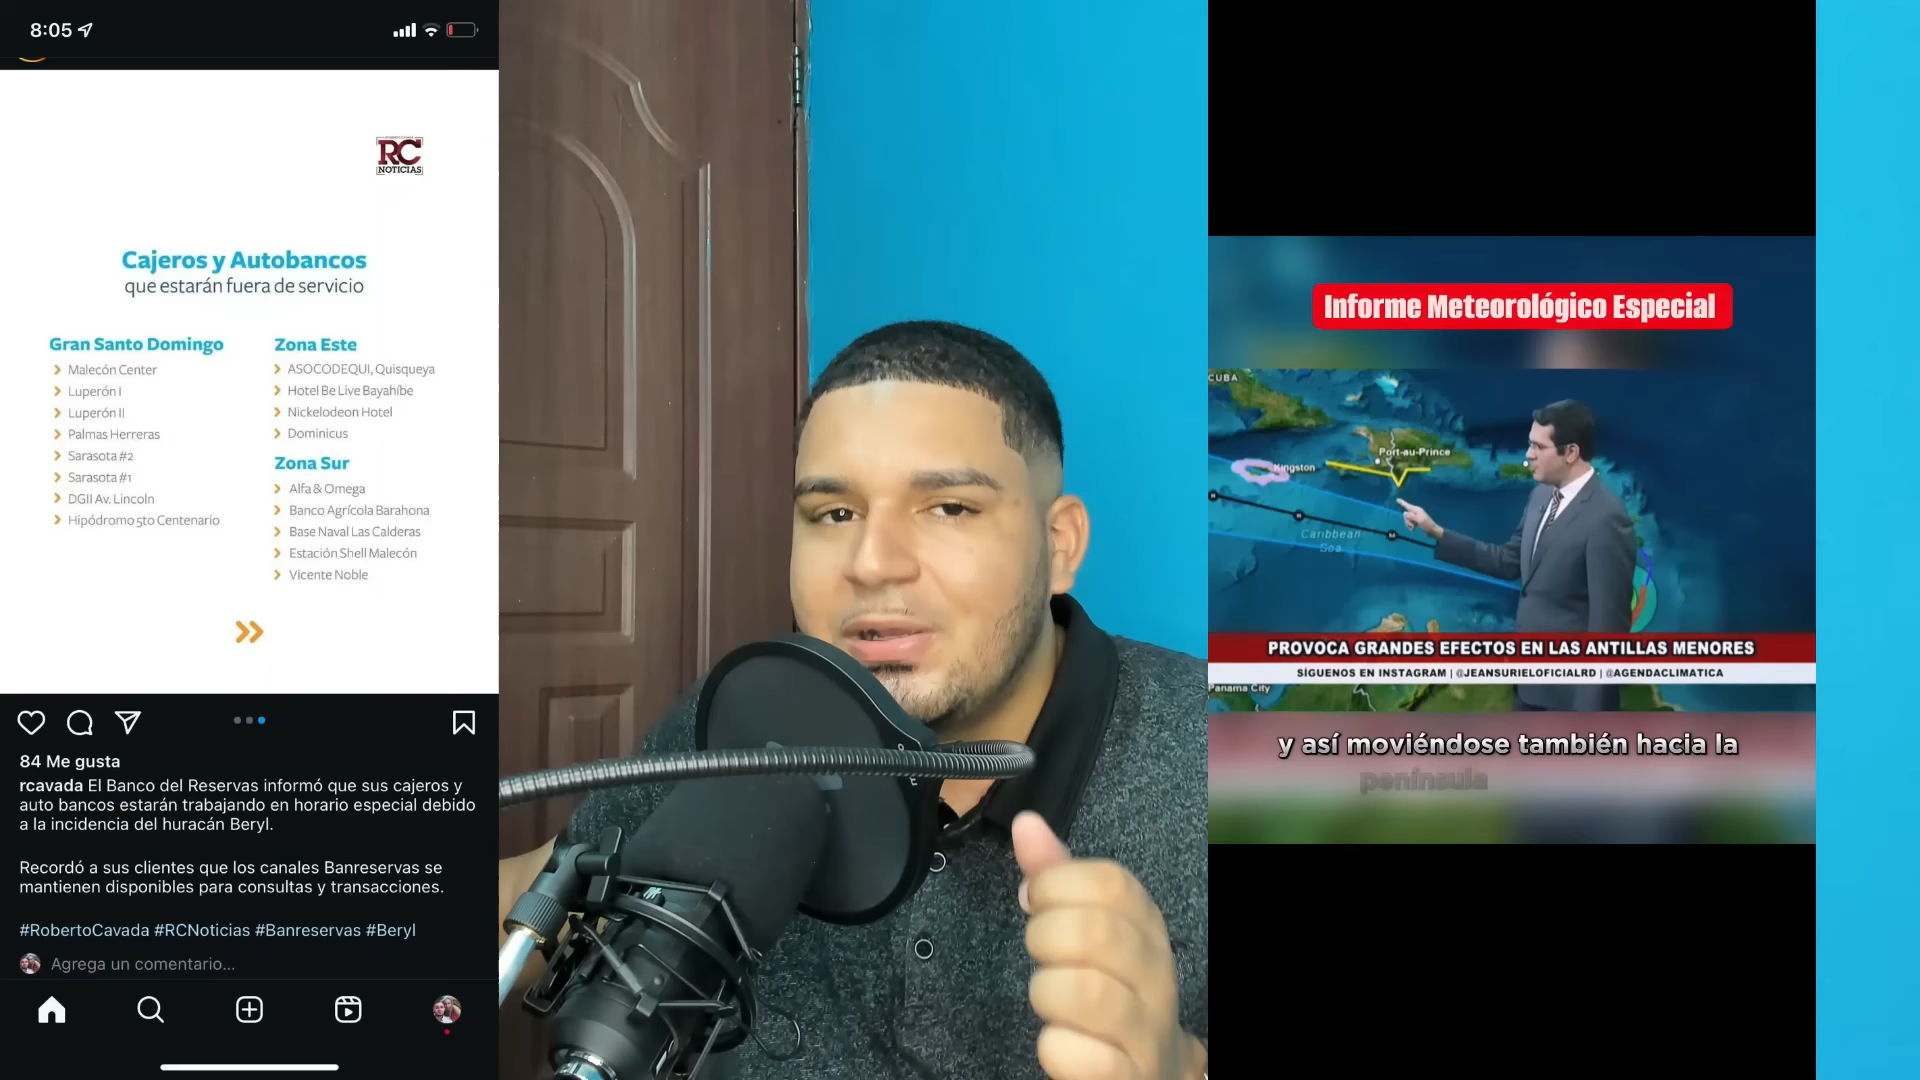 8:05
RC
NOTICIAS
Cajeros y Autobancos
que estarán fuera de servicio
Gran Santo Domingo
Malecón Center
Luperón I
Luperón II
Palmas Herreras
Sarasota #2
Sarasota #1
DGII Av. Lincoln
Hipódromo 5to Centenario
Zona Este
ASOCODEQUI, Quisqueya
Hotel Be Live Bayahíbe
Nickelodeon Hotel
Dominicus
Zona Sur
Alfa & Omega
Banco Agrícola Barahona
Base Naval Las Calderas
Estación Shell Malecón
Vicente Noble
84 Me gusta
rcavada El Banco del Reservas informó que sus cajeros y
auto bancos estarán trabajando en horario especial debido
a la incidencia del huracán Beryl.
Recordó a sus clientes que los canales Banreservas se
mantienen disponibles para consultas y transacciones.
#RobertoCavada #RCNoticias #Banreservas #Beryl
Agrega un comentario...
Informe Meteorológico Especial
CUBA
Port-au-Prince
Kingston
Caribbean
Sea
PROVOCA GRANDES EFECTOS EN LAS ANTILLAS MENORES
SÍGUENOS EN INSTAGRAM | @JEANSURIELOFICIALRD | @AGENDACLIMATICA
Panama City
y así moviéndose también hacia la
península